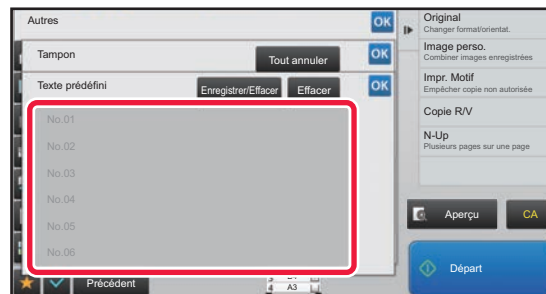 Autres
OK
Tampon
Tout annuler
OK
Texte prédéfini
Enregistrer/Effacer
Effacer
OK
No.01
No.02
No.03
No.04
No.05
No.06
Précédent
4 A3
Original
Changer format/orientat.
Image perso.
Combiner images enregistrées
Impr. Motif
Empêcher copie non autorisée
Copie R/V
N-Up
Plusieurs pages sur une page
Aperçu
CA
Départ